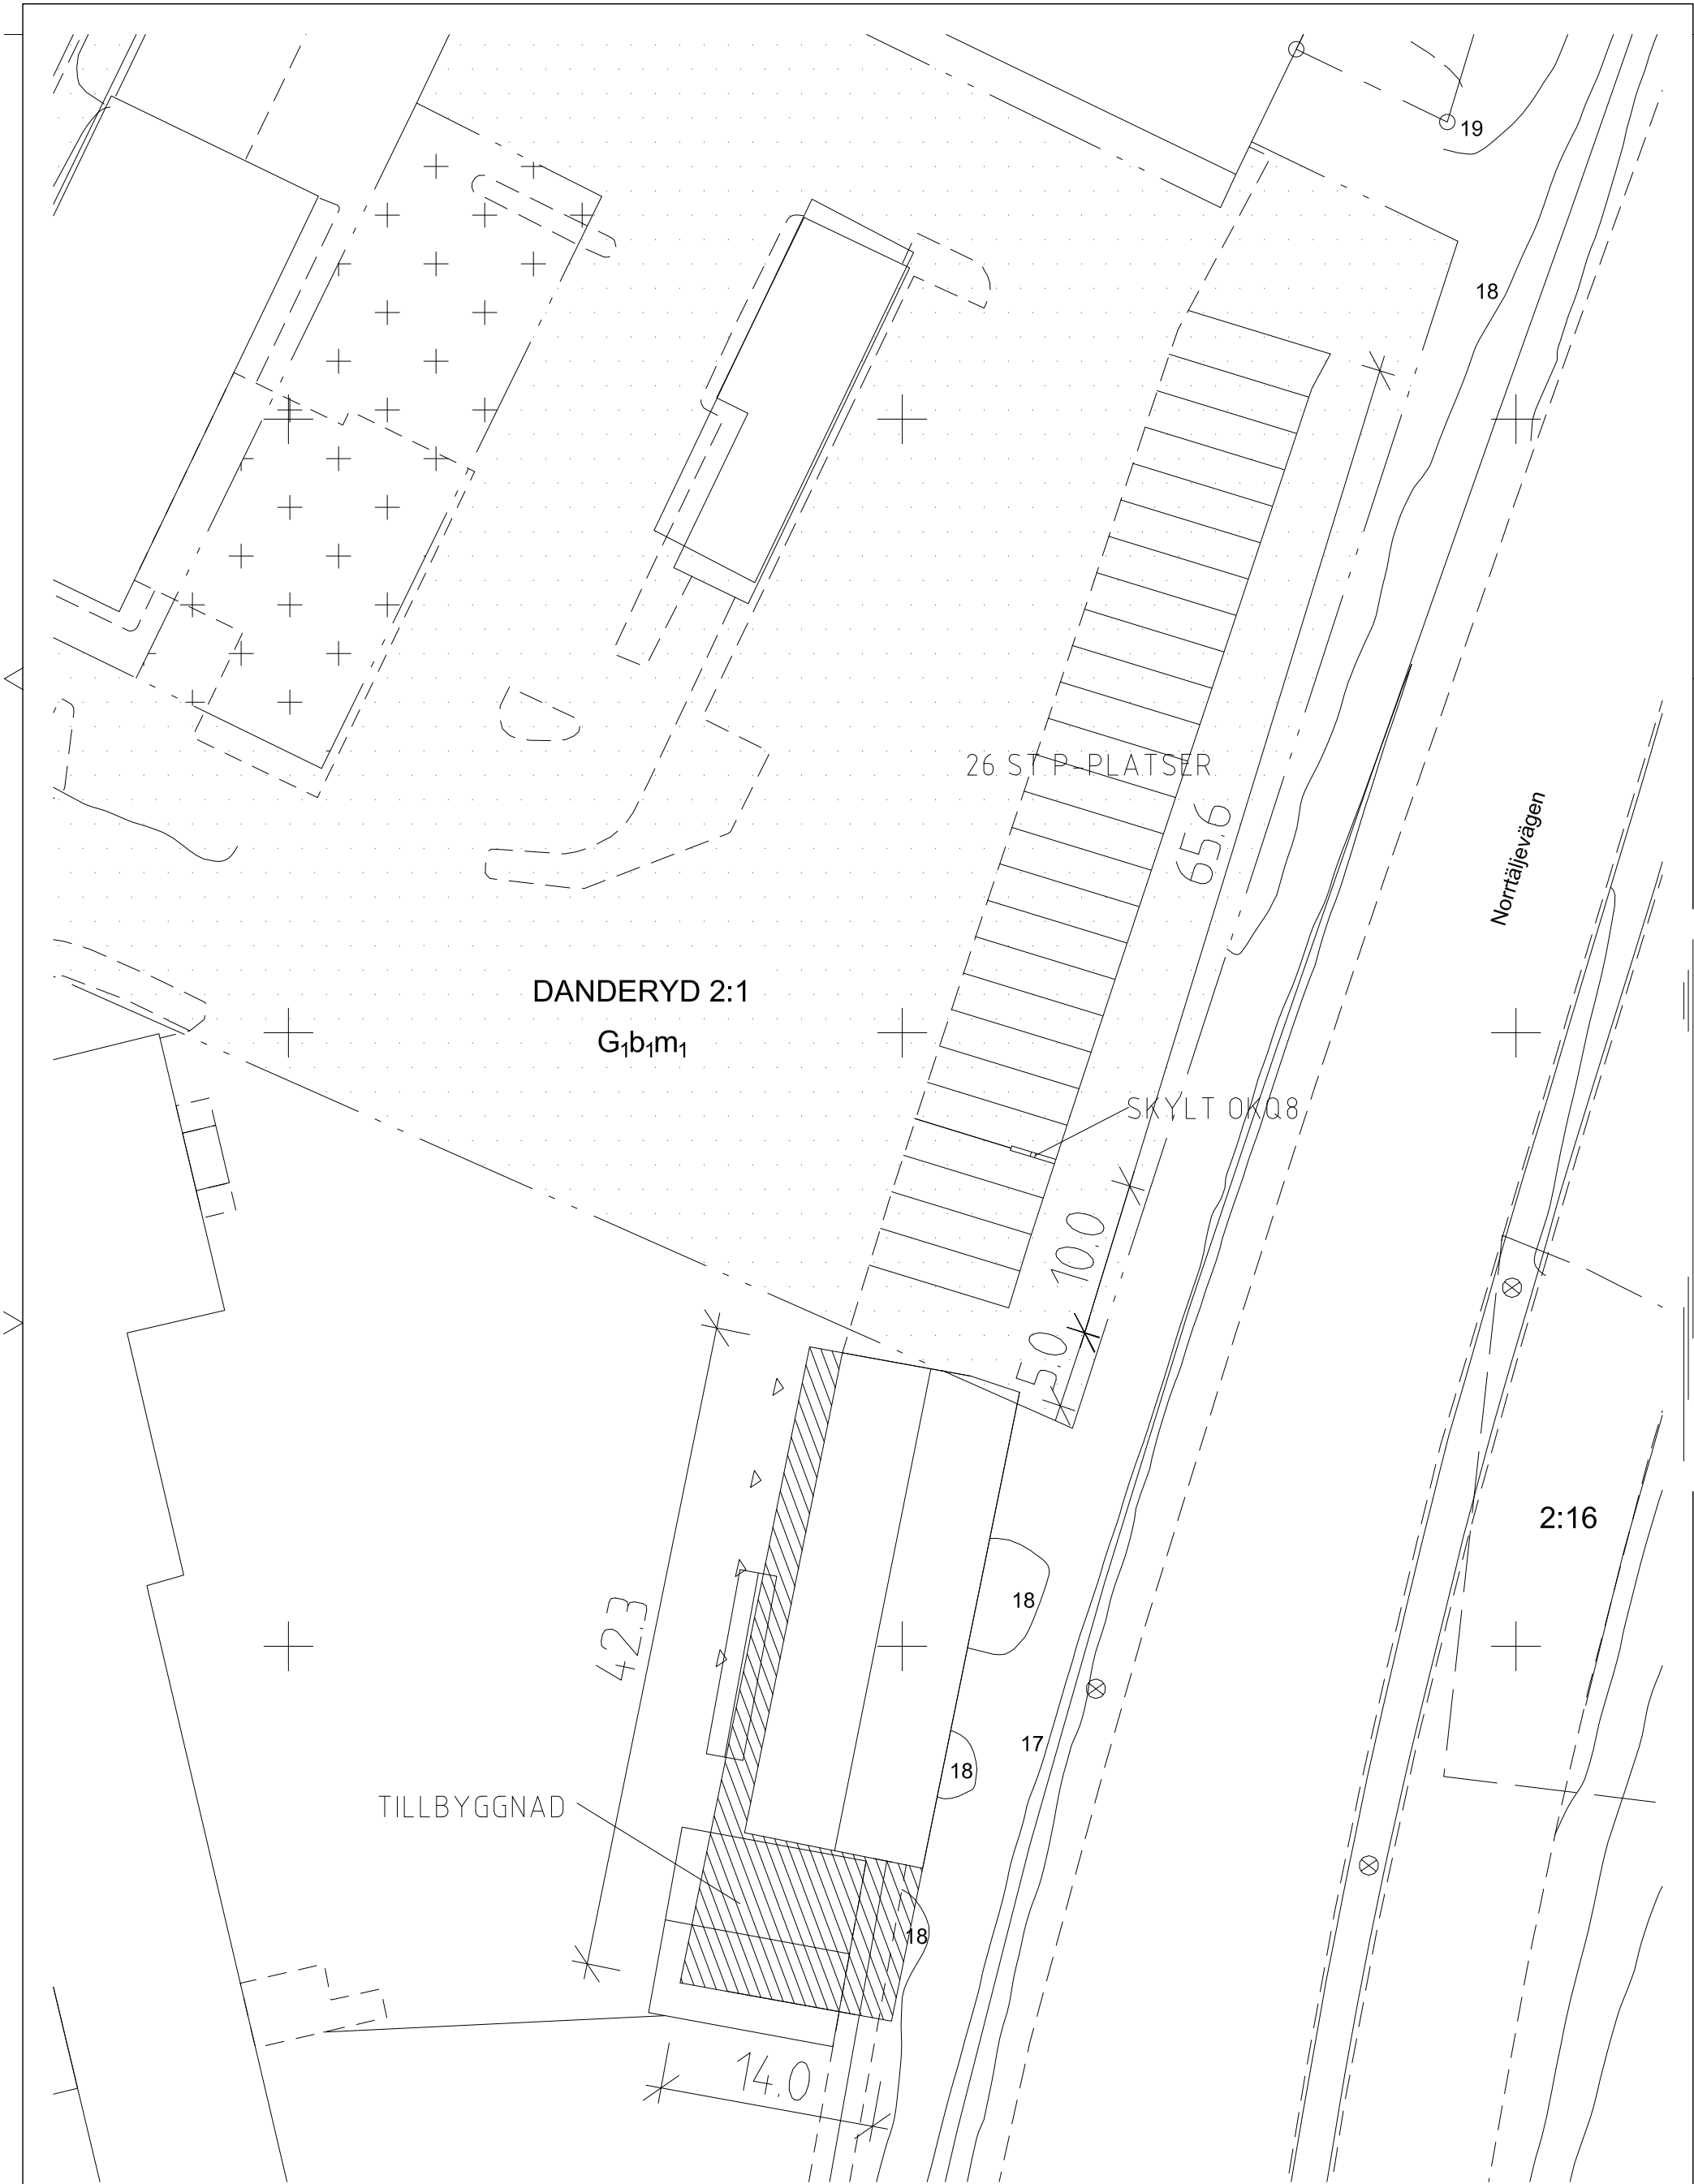 19
18
26 ST P-PLATSER
65.6
Norrtäljevägen
DANDERYD 2:1
G₁b₁m₁
SKYLT OKQ8
10.0
5.0
2:16
18
42.3
17
18
TILLBYGGNAD
18
14.0